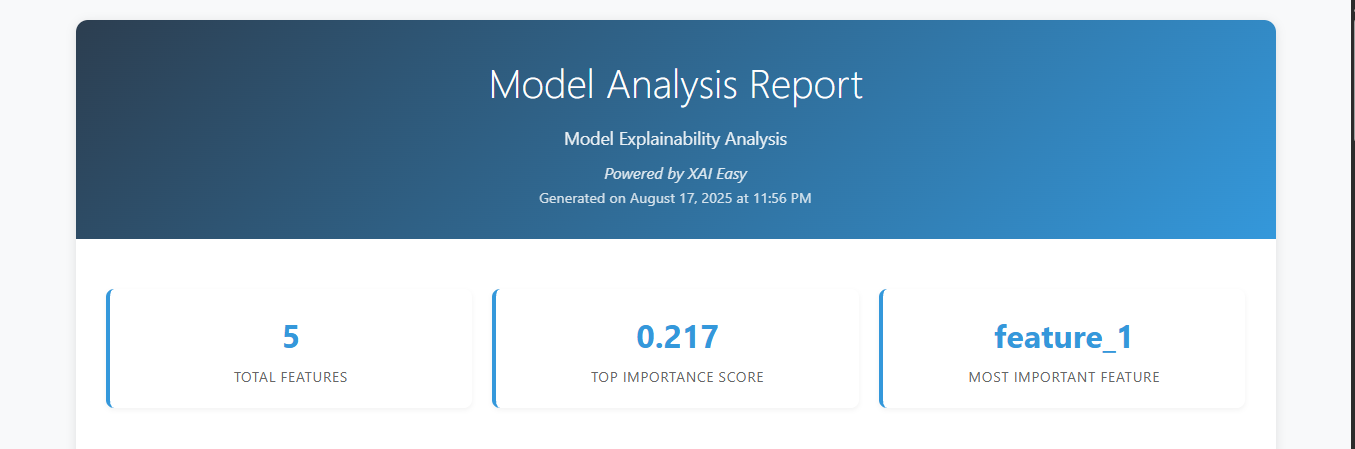 Model Analysis Report
Model Explainability Analysis
Powered by XAI Easy
Generated on August 17, 2025 at 11:56 PM
5
TOTAL FEATURES
0.217
TOP IMPORTANCE SCORE
feature_1
MOST IMPORTANT FEATURE